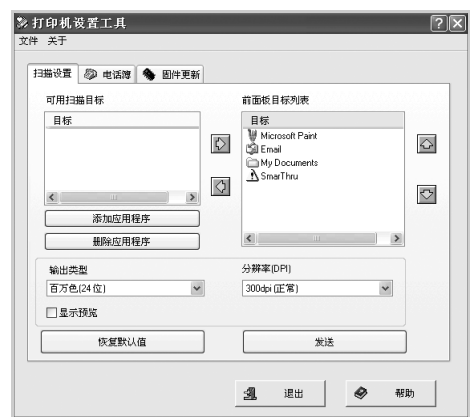 打印机设置工具
文件 关于
扫描设置 电话簿 固件更新
可用扫描目标 前面板目标列表
目标 目标
Microsoft Paint
Email
My Documents
SmarThru
添加应用程序
删除应用程序
输出类型 分辨率(DPI)
百万色(24 位) 300dpi (正常)
显示预览
恢复默认值 发送
退出 帮助